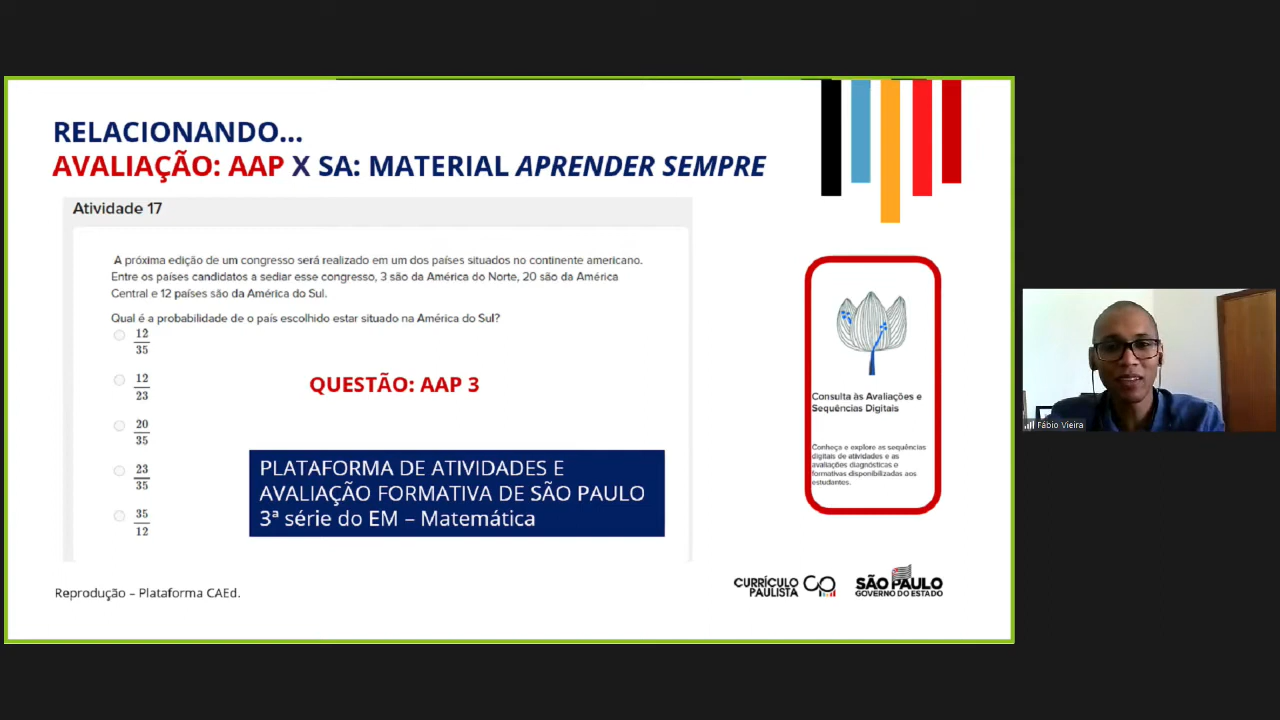 RELACIONANDO...
AVALIAÇÃO: AAP X SA: MATERIAL APRENDER SEMPRE
Atividade 17
A próxima edição de um congresso será realizado em um dos países situados no continente americano.
Entre os países candidatos a sediar esse congresso, 3 são da América do Norte, 20 são da América
Central e 12 países são da América do Sul.
Qual é a probabilidade de o país escolhido estar situado na América do Sul?
12
35
12
23
20
35
23
35
35
12
QUESTÃO: AAP 3
PLATAFORMA DE ATIVIDADES E
AVALIAÇÃO FORMATIVA DE SÃO PAULO
3ª série do EM – Matemática
Consulta às Avaliações e
Sequências Digitais
Conheça e explore as sequências
digitais de atividades e as
avaliações diagnósticas e
formativas disponibilizadas aos
estudantes.
Reprodução – Plataforma CAEd.
CURRÍCULO
PAULISTA
SÃO PAULO
GOVERNO DO ESTADO
Fábio Vieira